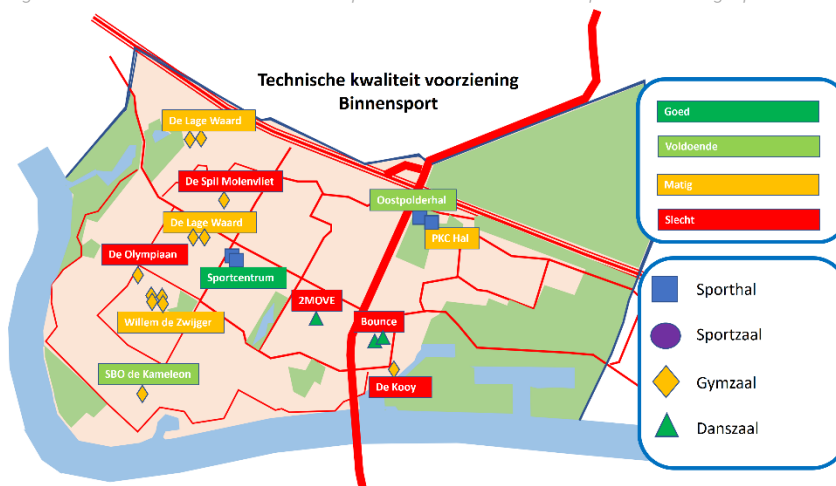 Technische kwaliteit voorziening
Binnensport
De Lage Waard
De Spil Molenvliet
De Lage Waard
De Olympiaan
Sportcentrum
Willem de Zwijger
SBO de Kameleon
2MOVE
Bounce
De Kooy
Oostpolderhal
PKC Hal
Goed
Voldoende
Matig
Slecht
Sporthal
Sportzaal
Gymzaal
Danszaal